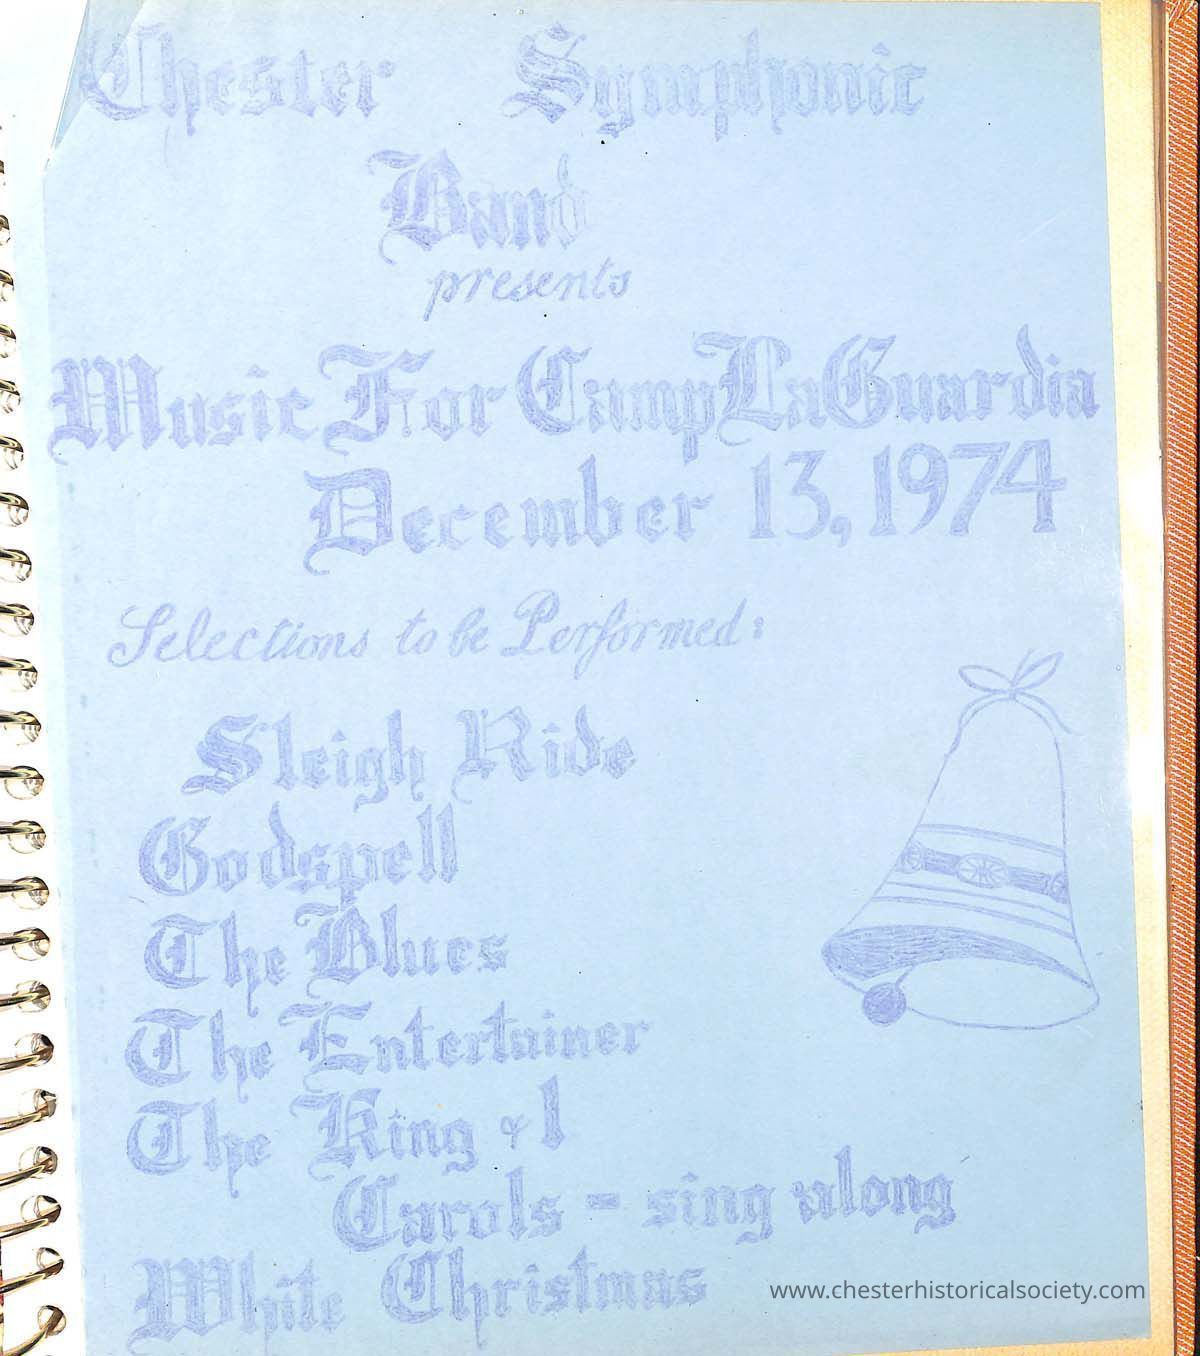 Chester Symphonic
Band
presents
Music For Camp LaGuardia
December 13, 1974
Selections to be Performed:
Sleigh Ride
Godspell
The Blues
The Entertainer
The King & I
Carols - sing along
White Christmas
www.chesterhistoricalsociety.com